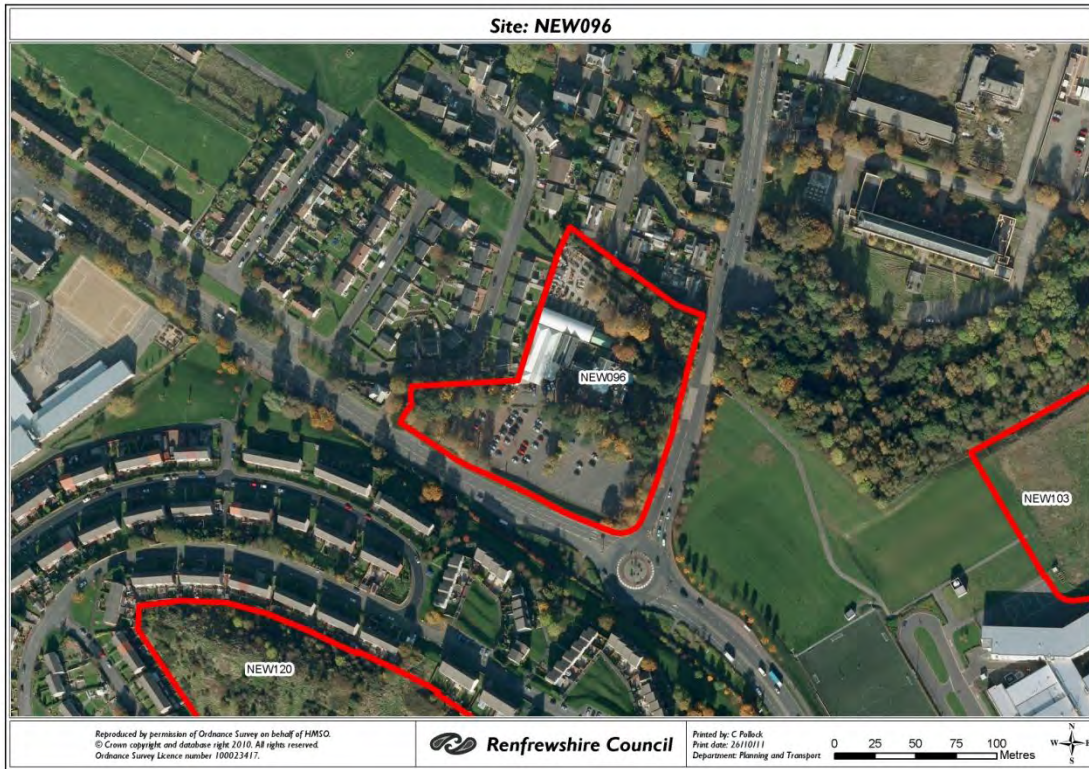 Site: NEW096
NEW096
NEW103
NEW120
Reproduced by permission of Ordnance Survey on behalf of HMSO.
© Crown copyright and database right 2010. All rights reserved.
Ordnance Survey Licence number 100023417.
Renfrewshire Council
Printed by: C Pollock
Print date: 26/10/11
Department: Planning and Transport
0 25 50 75 100
Metres
N
W E
S